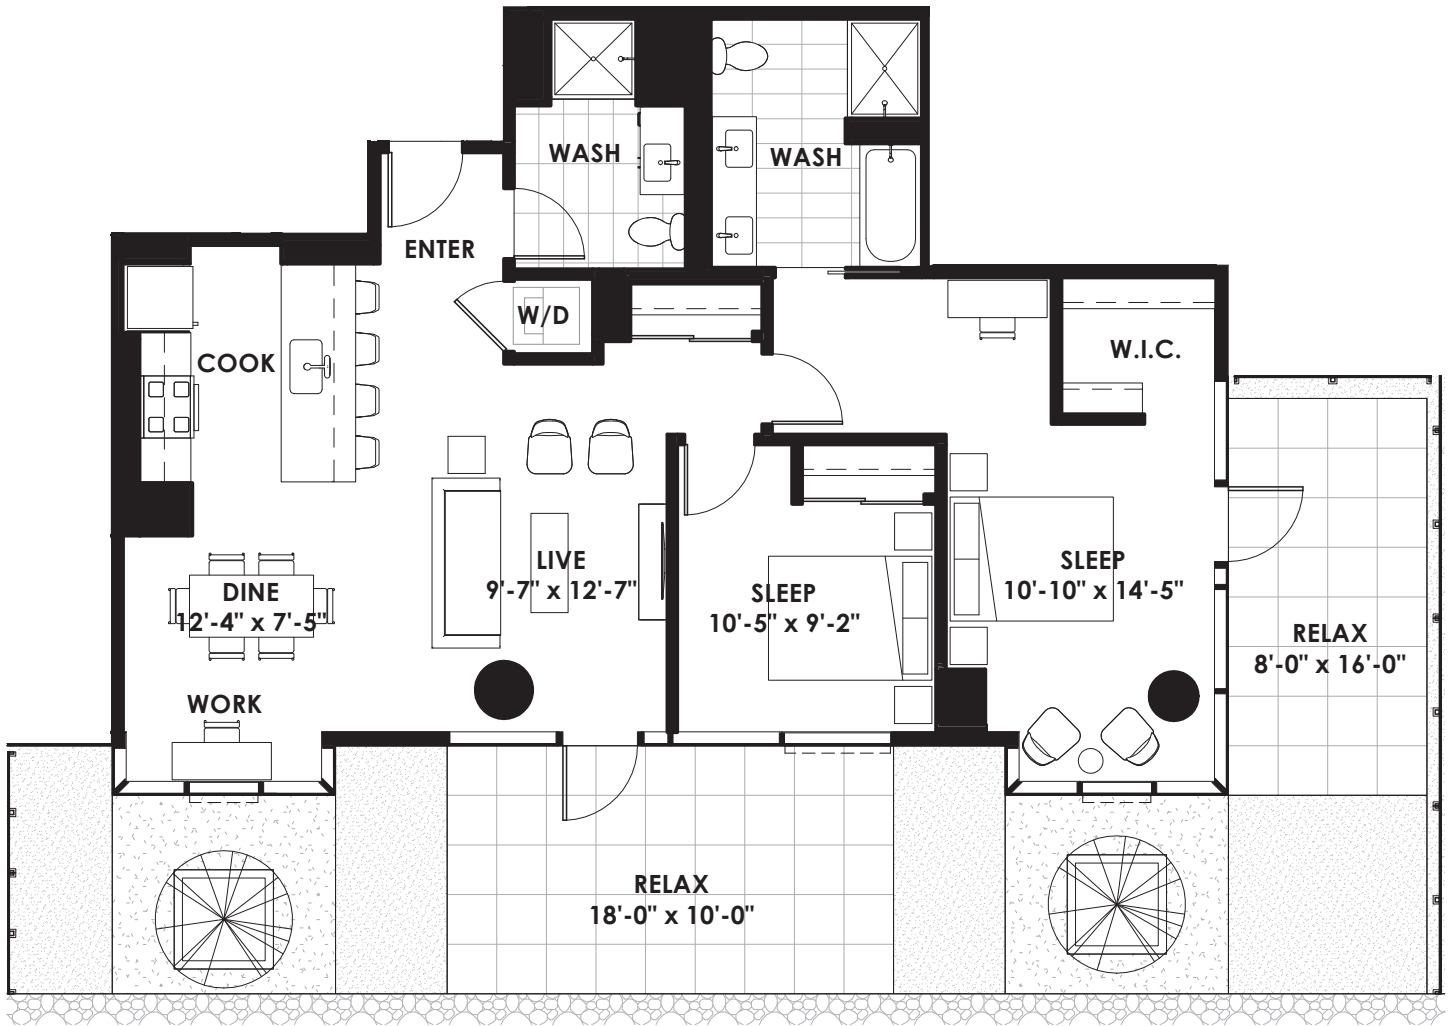 WASH
WASH
ENTER
W/D
COOK
W.I.C.
LIVE
9'-7" x 12'-7"
SLEEP
10'-10" x 14'-5"
DINE
12'-4" x 7'-5"
SLEEP
10'-5" x 9'-2"
RELAX
8'-0" x 16'-0"
WORK
RELAX
18'-0" x 10'-0"